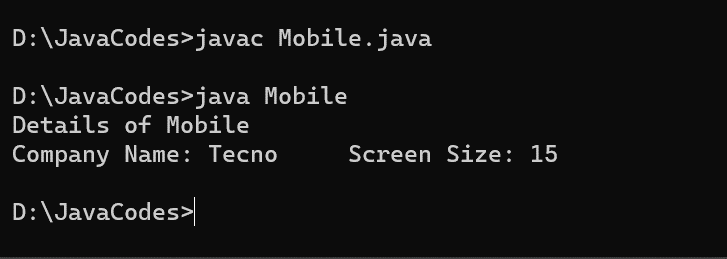 D:\JavaCodes>javac Mobile.java
D:\JavaCodes>java Mobile
Details of Mobile
Company Name: Tecno     Screen Size: 15
D:\JavaCodes>